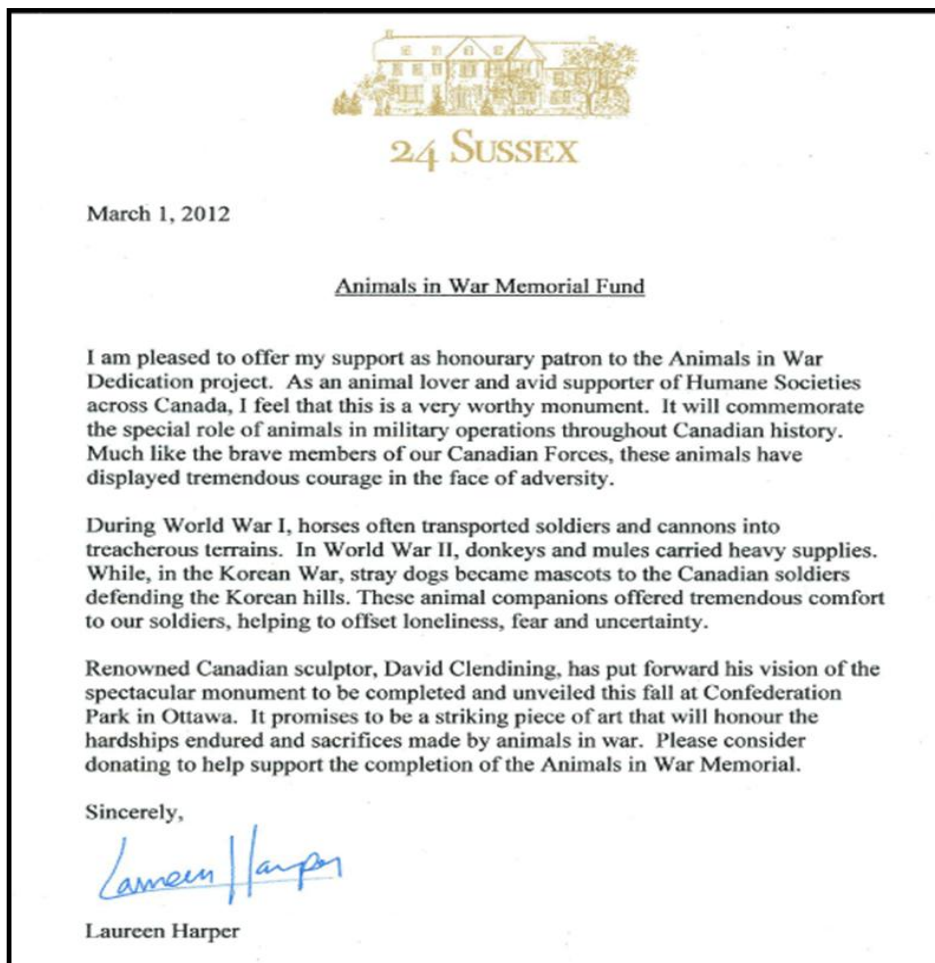 24 SUSSEX
March 1, 2012
Animals in War Memorial Fund
I am pleased to offer my support as honourary patron to the Animals in War
Dedication project. As an animal lover and avid supporter of Humane Societies
across Canada, I feel that this is a very worthy monument. It will commemorate
the special role of animals in military operations throughout Canadian history.
Much like the brave members of our Canadian Forces, these animals have
displayed tremendous courage in the face of adversity.
During World War I, horses often transported soldiers and cannons into
treacherous terrains. In World War II, donkeys and mules carried heavy supplies.
While, in the Korean War, stray dogs became mascots to the Canadian soldiers
defending the Korean hills. These animal companions offered tremendous comfort
to our soldiers, helping to offset loneliness, fear and uncertainty.
Renowned Canadian sculptor, David Clendining, has put forward his vision of the
spectacular monument to be completed and unveiled this fall at Confederation
Park in Ottawa. It promises to be a striking piece of art that will honour the
hardships endured and sacrifices made by animals in war. Please consider
donating to help support the completion of the Animals in War Memorial.
Sincerely,
Laureen Harper
Laureen Harper